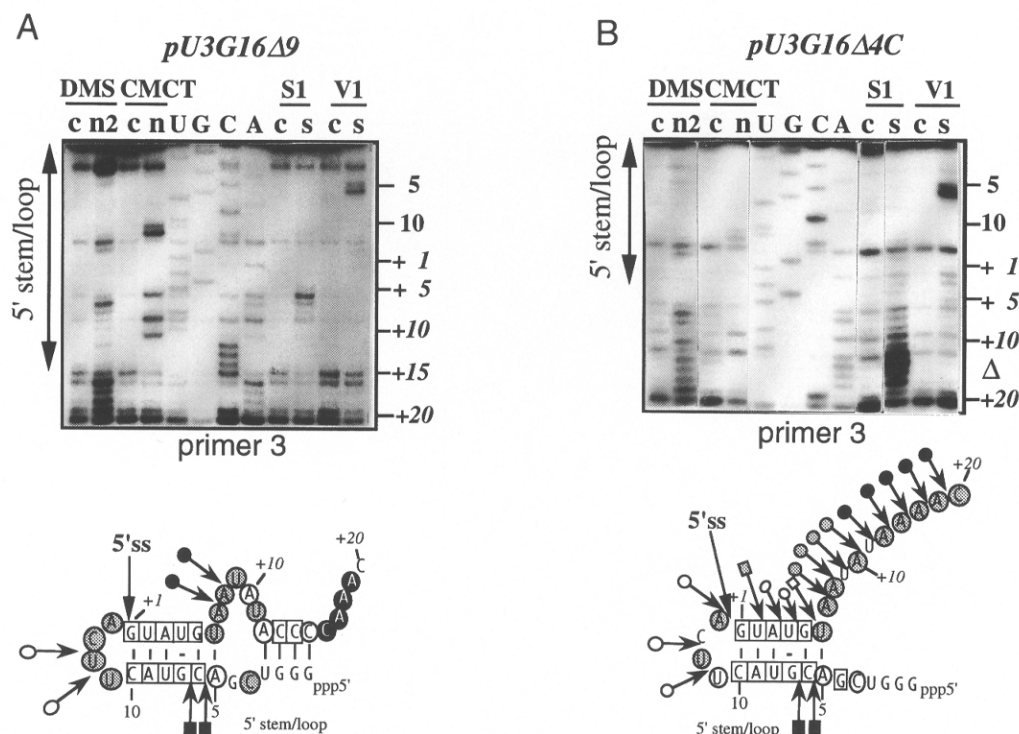 A
pU3G16Δ9
DMS CMCT S1 V1
c n2 c n U G C A c s c s
5' stem/loop
5
10
+ 1
+ 5
+10
+15
+20
primer 3
B
pU3G16Δ4C
DMS CMCT S1 V1
c n2 c n U G C A c s c s
5' stem/loop
5
10
+ 1
+ 5
+10
Δ
+20
primer 3
5'ss
+1
+10
+20
U U C A G U A U G U A A U A U A C C C C A A A C
C A U G C A G C U G G G ppp5'
10
5
5' stem/loop
5'ss
+1
+10
+20
U U C A G U A U G U A A U A U A A A A C
C A U G C A G C U G G G ppp5'
10
5
5' stem/loop